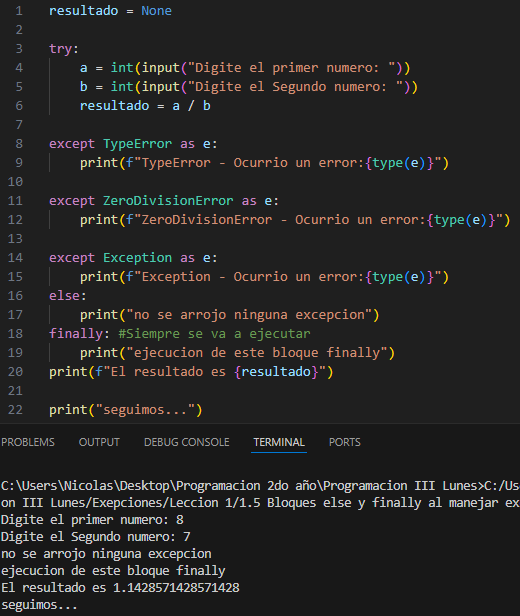 1 resultado = None
2
3 try:
4 a = int(input("Digite el primer numero: "))
5 b = int(input("Digite el Segundo numero: "))
6 resultado = a / b
7
8 except TypeError as e:
9 print(f"TypeError - Ocurrio un error:{type(e)}")
10
11 except ZeroDivisionError as e:
12 print(f"ZeroDivisionError - Ocurrio un error:{type(e)}")
13
14 except Exception as e:
15 print(f"Exception - Ocurrio un error:{type(e)}")
16 else:
17 print("no se arrojo ninguna excepcion")
18 finally: #Siempre se va a ejecutar
19 print("ejecucion de este bloque finally")
20 print(f"El resultado es {resultado}")
21
22 print("seguimos...")
PROBLEMS OUTPUT DEBUG CONSOLE TERMINAL PORTS
C:\Users\Nicolas\Desktop\Programacion 2do año\Programacion III Lunes>C:/Use
on III Lunes/Exepciones/Leccion 1/1.5 Bloques else y finally al manejar ex
Digite el primer numero: 8
Digite el Segundo numero: 7
no se arrojo ninguna excepcion
ejecucion de este bloque finally
El resultado es 1.1428571428571428
seguimos...